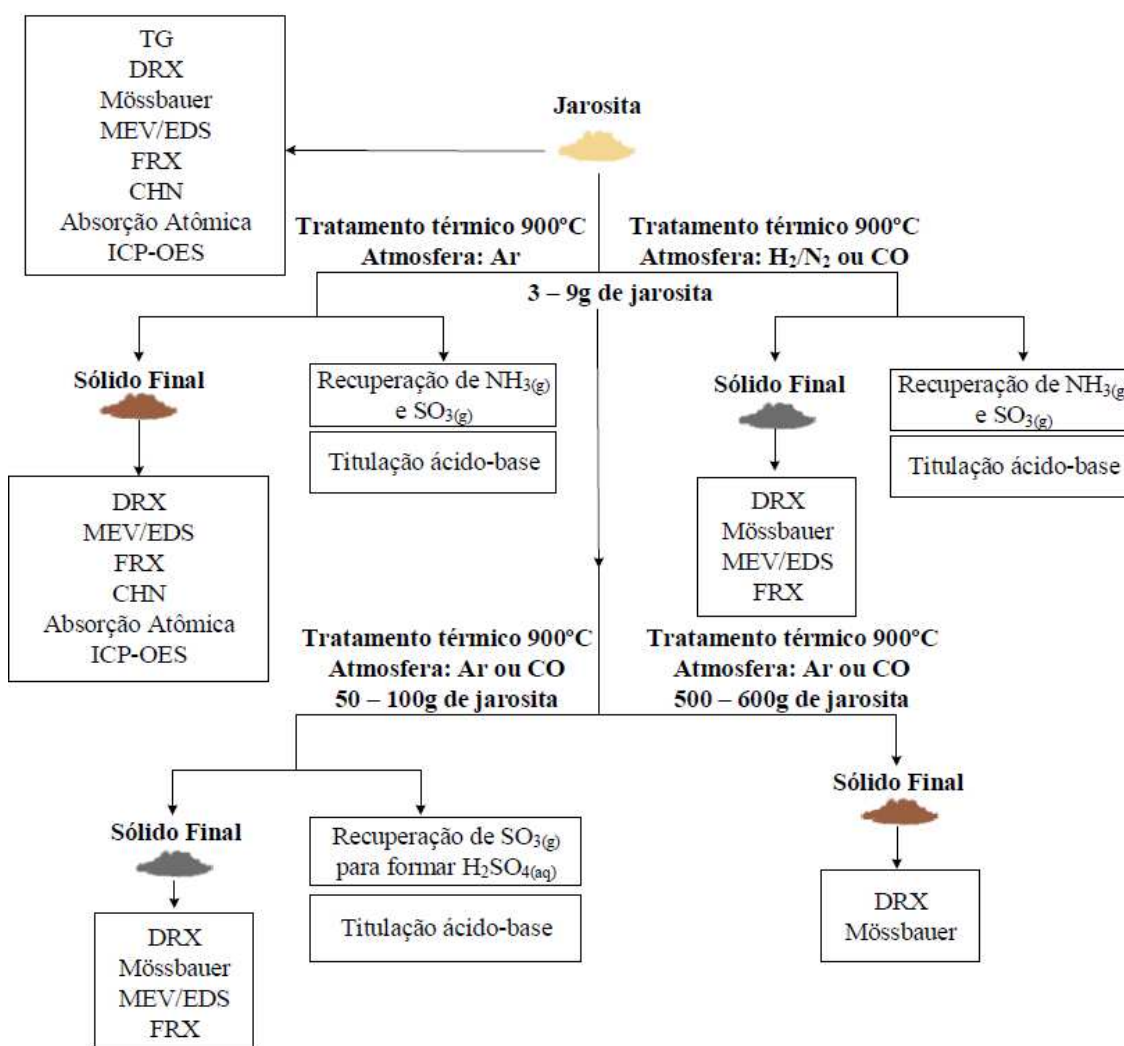 TG
DRX
Mössbauer
MEV/EDS
FRX
CHN
Absorção Atômica
ICP-OES
Jarosita
Tratamento térmico 900ºC
Atmosfera: Ar
Tratamento térmico 900ºC
Atmosfera: H₂/N₂ ou CO
3 – 9g de jarosita
Sólido Final
Recuperação de NH₃(g)
e SO₃(g)
Titulação ácido-base
DRX
MEV/EDS
FRX
CHN
Absorção Atômica
ICP-OES
Sólido Final
Recuperação de NH₃(g
e SO₃(g)
Titulação ácido-base
DRX
Mössbauer
MEV/EDS
FRX
Tratamento térmico 900ºC
Atmosfera: Ar ou CO
50 – 100g de jarosita
Tratamento térmico 900ºC
Atmosfera: Ar ou CO
500 – 600g de jarosita
Sólido Final
Recuperação de SO₃(g)
para formar H₂SO₄(aq)
Titulação ácido-base
DRX
Mössbauer
MEV/EDS
FRX
Sólido Final
DRX
Mössbauer